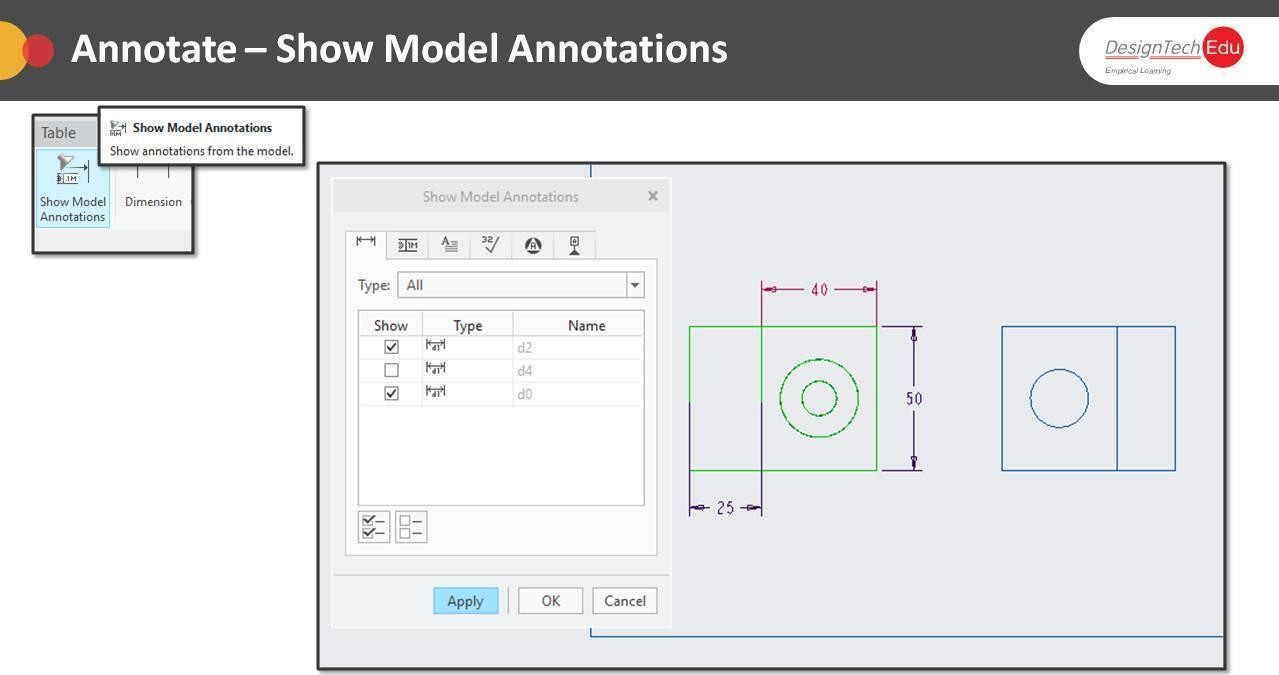 Annotate – Show Model Annotations
DesignTech Edu
Empirical Learning
Table
Show Model Annotations
Show annotations from the model.
Show Model
Annotations
Dimension
Show Model Annotations
Type: All
Show Type Name
d2
d4
d0
Apply OK Cancel
40
50
25